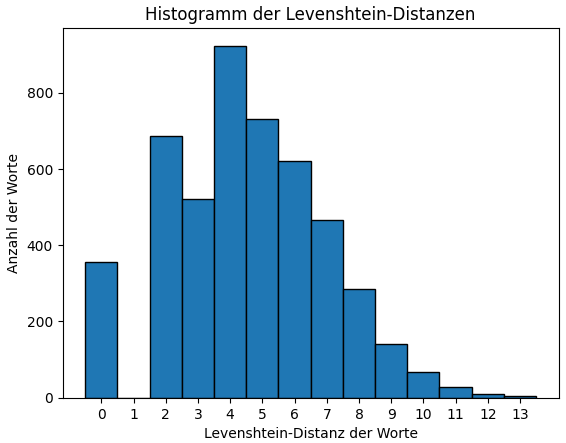 Histogramm der Levenshtein-Distanzen
Anzahl der Worte
800
600
400
200
0
0 1 2 3 4 5 6 7 8 9 10 11 12 13
Levenshtein-Distanz der Worte